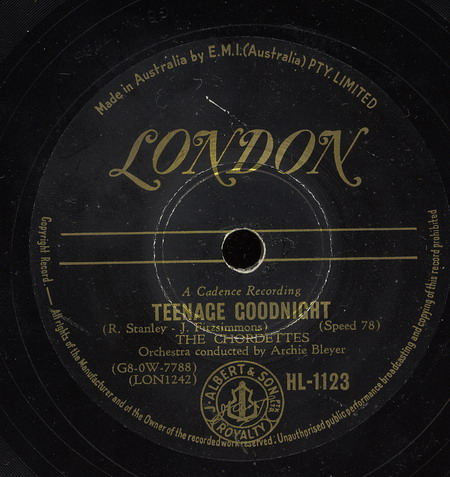 Made in Australia by E.M.I.(Australia) PTY. LIMITED
LONDON
A Cadence Recording
TEENAGE GOODNIGHT
(R. Stanley - J. Fitzsimmons) (Speed 78)
THE CHORDETTES
Orchestra conducted by Archie Bleyer
(G8-0W-7788)
(LON1242)
HL-1123
J. ALBERT & SON PTY LTD
ROYALTY
Copyright Record. — All rights of the Manufacturer and of the Owner of the recorded work reserved; Unauthorised public performance broadcasting and copying of this record prohibited